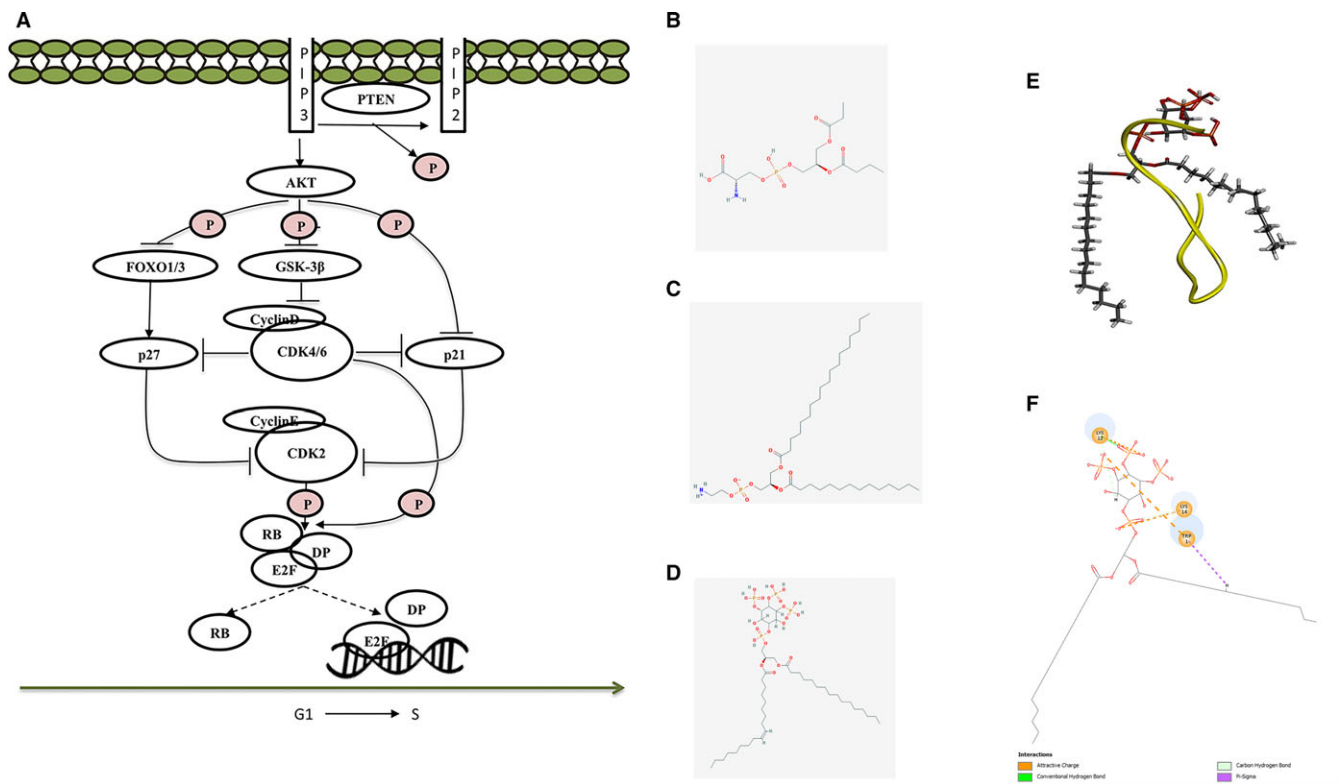 A
PIP3
PIP2
PTEN
P
AKT
P
P
P
FOXO1/3
GSK-3β
CyclinD
CDK4/6
p27
p21
CyclinE
CDK2
P
P
RB
DP
E2F
RB
DP
E2F
G1
S
B
O
O
O
O
H
O
O
O
P
O
O
R
O
N
H
H
C
O
O
O
O
O
P
O
O
N
H
H
D
E
F
LYS
TRP
Interactions
Attractive Charge
Conventional Hydrogen Bond
Carbon Hydrogen Bond
Pi-Sigma